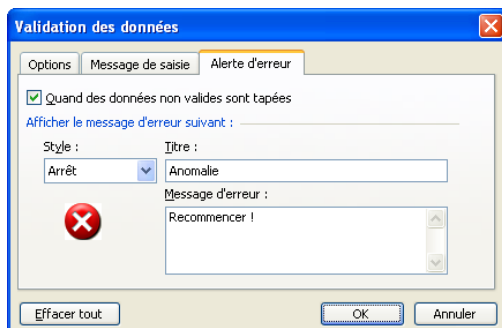 Validation des données
Options Message de saisie Alerte d'erreur
Quand des données non valides sont tapées
Afficher le message d'erreur suivant :
Style : Titre :
Arrêt Anomalie
Message d'erreur :
Recommencer !
Effacer tout OK Annuler